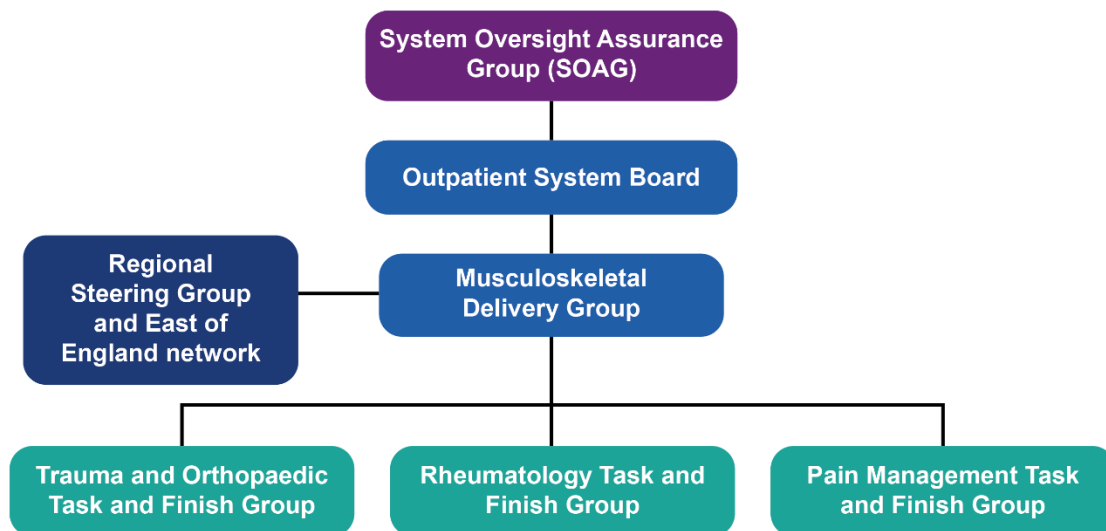 System Oversight Assurance
Group (SOAG)
Outpatient System Board
Regional
Steering Group
and East of
England network
Musculoskeletal
Delivery Group
Trauma and Orthopaedic
Task and Finish Group
Rheumatology Task and
Finish Group
Pain Management Task
and Finish Group